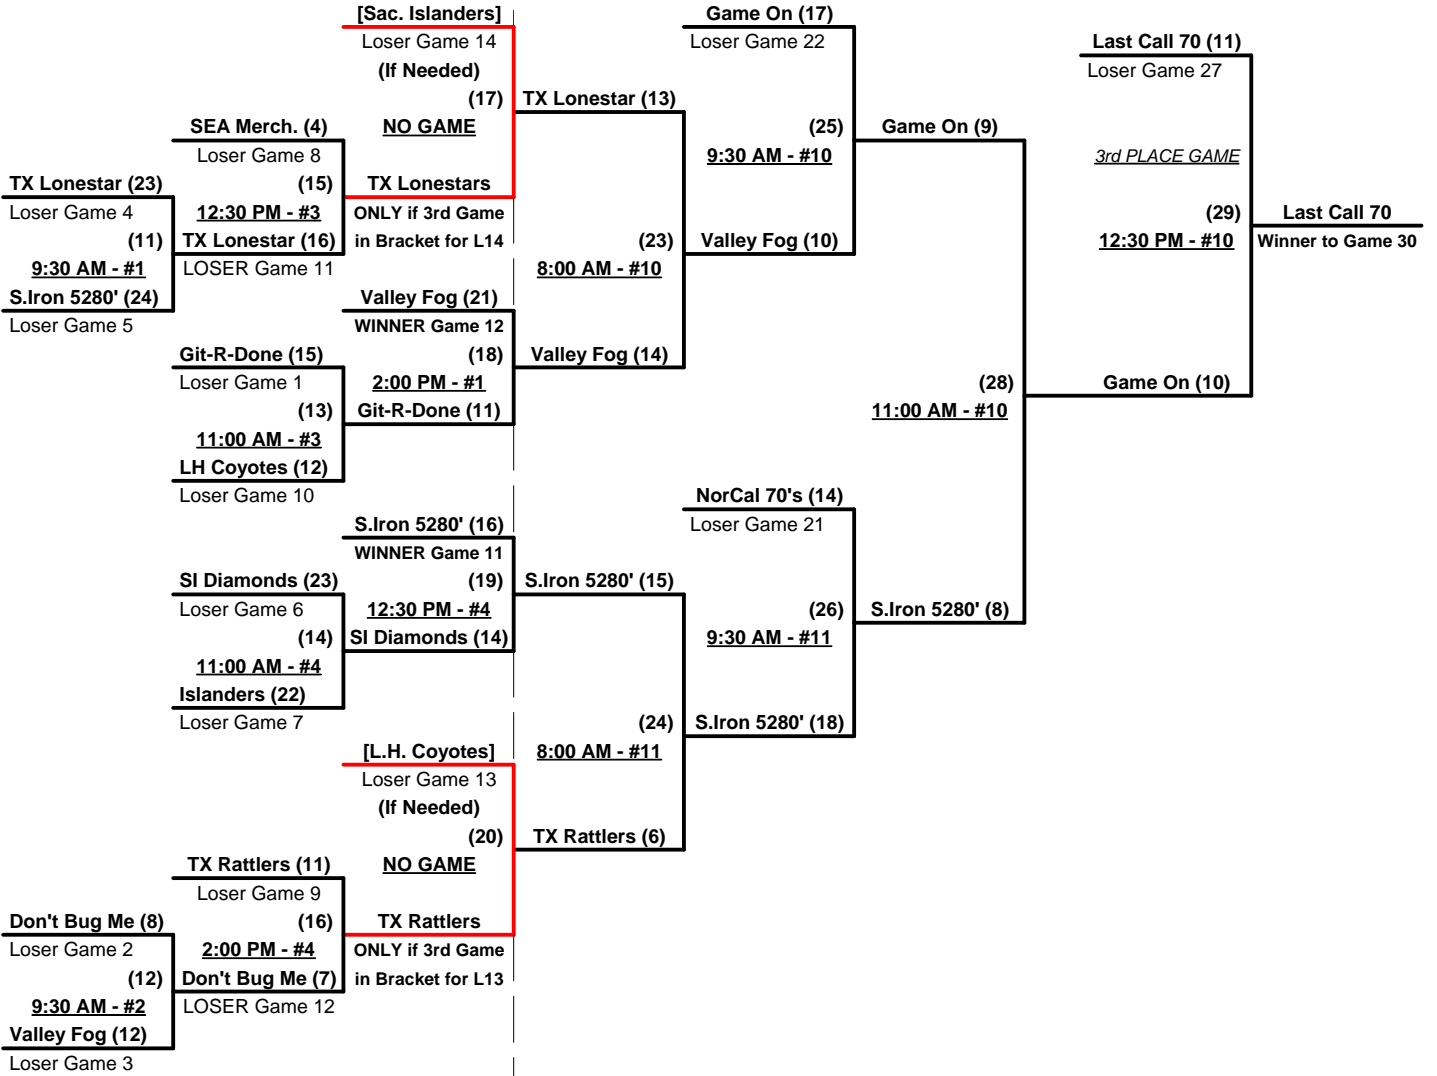 [Sac. Islanders]
Loser Game 14
(If Needed)
(17)
NO GAME
TX Lonestars
ONLY if 3rd Game
in Bracket for L14
SEA Merch. (4)
Loser Game 8
(15)
12:30 PM - #3
TX Lonestar (16)
LOSER Game 11
TX Lonestar (23)
Loser Game 4
(11)
9:30 AM - #1
S.Iron 5280' (24)
Loser Game 5
Valley Fog (21)
WINNER Game 12
(18)
2:00 PM - #1
Git-R-Done (11)
Git-R-Done (15)
Loser Game 1
(13)
11:00 AM - #3
LH Coyotes (12)
Loser Game 10
S.Iron 5280' (16)
WINNER Game 11
(19)
12:30 PM - #4
SI Diamonds (14)
SI Diamonds (23)
Loser Game 6
(14)
11:00 AM - #4
Islanders (22)
Loser Game 7
[L.H. Coyotes]
Loser Game 13
(If Needed)
(20)
NO GAME
TX Rattlers
ONLY if 3rd Game
in Bracket for L13
TX Rattlers (11)
Loser Game 9
(16)
2:00 PM - #4
Don't Bug Me (7)
LOSER Game 12
Don't Bug Me (8)
Loser Game 2
(12)
9:30 AM - #2
Valley Fog (12)
Loser Game 3
TX Lonestar (13)
(23)
8:00 AM - #10
Valley Fog (14)
S.Iron 5280' (15)
(24)
8:00 AM - #11
TX Rattlers (6)
Game On (17)
Loser Game 22
(25)
9:30 AM - #10
Valley Fog (10)
NorCal 70's (14)
Loser Game 21
(26)
9:30 AM - #11
S.Iron 5280' (18)
Game On (9)
(28)
11:00 AM - #10
S.Iron 5280' (8)
Last Call 70 (11)
Loser Game 27
3rd PLACE GAME
(29)
12:30 PM - #10
Game On (10)
Last Call 70
Winner to Game 30